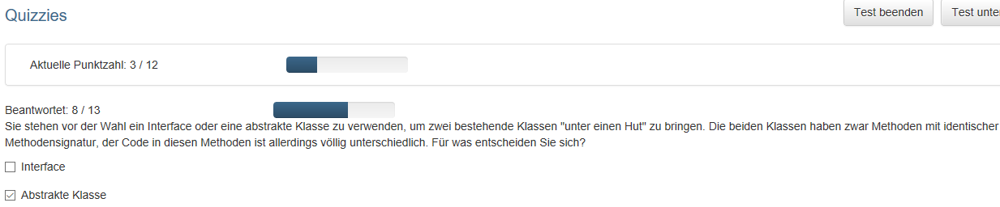 Quizzies
Test beenden
Test unter
Aktuelle Punktzahl: 3 / 12
Beantwortet: 8 / 13
Sie stehen vor der Wahl ein Interface oder eine abstrakte Klasse zu verwenden, um zwei bestehende Klassen "unter einen Hut" zu bringen. Die beiden Klassen haben zwar Methoden mit identischer
Methodensignatur, der Code in diesen Methoden ist allerdings völlig unterschiedlich. Für was entscheiden Sie sich?
Interface
Abstrakte Klasse